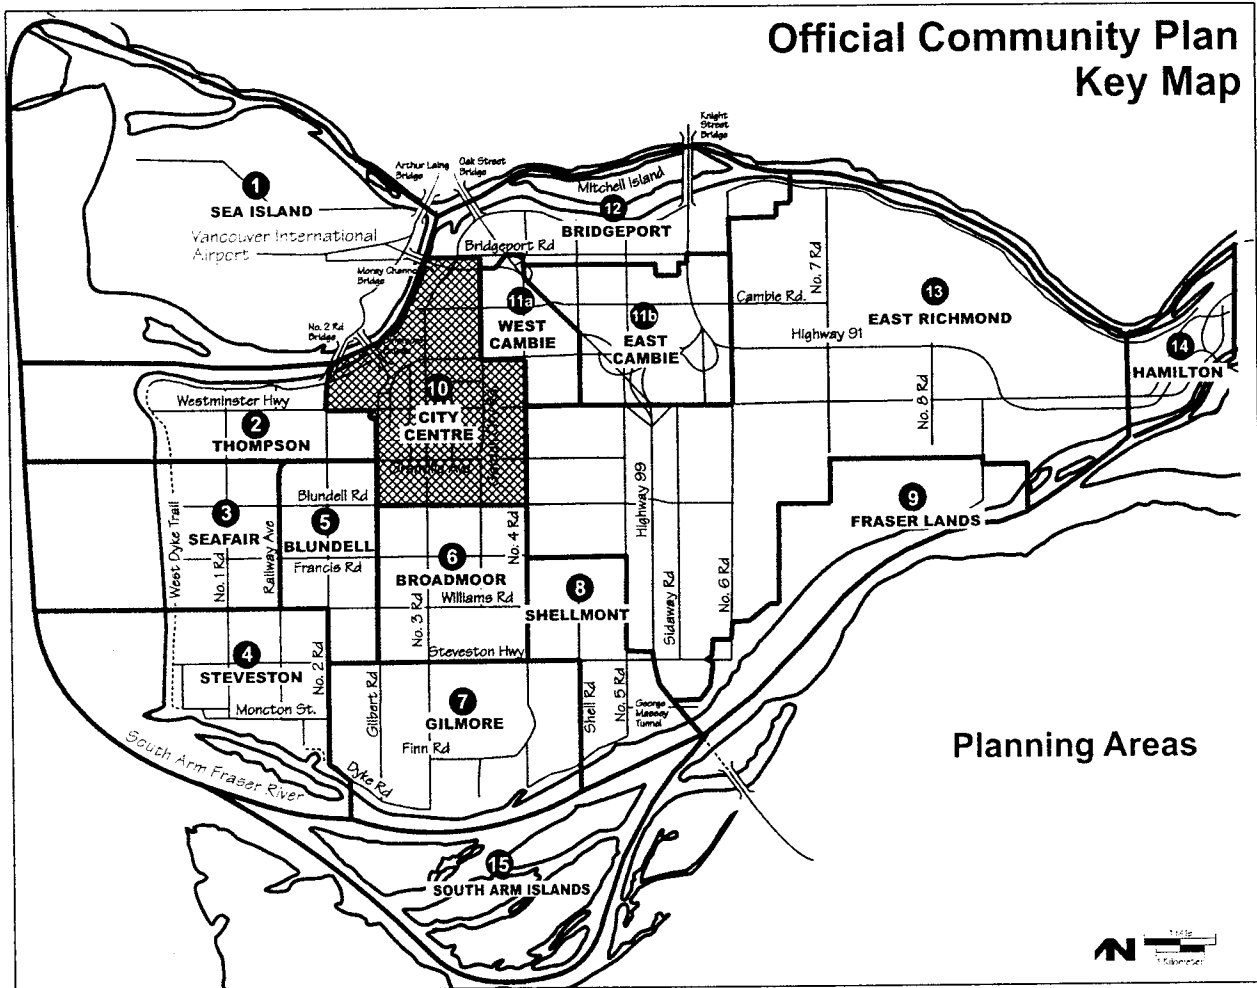 Official Community Plan
Key Map
Knight
Street
Bridge
Arthur Laing
Bridge
Oak Street
Bridge
Mitchell Island
1
SEA ISLAND
12
BRIDGEPORT
Vancouver International
Airport
Bridgeport Rd
Moray Channel
Bridge
No. 7 Rd
11a
WEST
CAMBIE
11b
EAST
CAMBIE
Cambie Rd.
13
EAST RICHMOND
No. 2 Rd
Bridge
Highway 91
14
HAMILTON
10
CITY
CENTRE
Westminster Hwy
No. 8 Rd
2
THOMPSON
Granville Ave
Blundell Rd
3
SEAFAIR
5
BLUNDELL
Francis Rd
West Dyke Trail
No. 1 Rd
Railway Ave
No. 4 Rd
Highway 99
9
FRASER LANDS
6
BROADMOOR
Williams Rd
8
SHELLMONT
No. 3 Rd
Sidaway Rd
No. 6 Rd
Steveston Hwy
4
STEVESTON
No. 2 Rd
Moncton St.
Gilbert Rd
7
GILMORE
Finn Rd
Shell Rd
No. 5 Rd
George
Massey
Tunnel
Planning Areas
South Arm Fraser River
Dyke Rd
15
SOUTH ARM ISLANDS
N
1 Mile
1 Kilometer